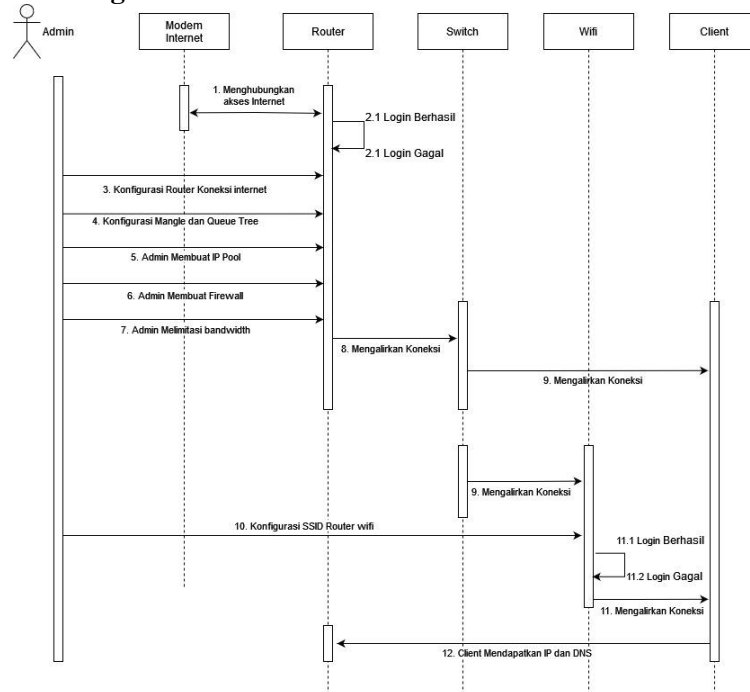 Admin
Modem
Internet
Router
Switch
Wifi
Client
1. Menghubungkan
akses Internet
2.1 Login Berhasil
2.1 Login Gagal
3. Konfigurasi Router Koneksi internet
4. Konfigurasi Mangle dan Queue Tree
5. Admin Membuat IP Pool
6. Admin Membuat Firewall
7. Admin Melimitasi bandwidth
8. Mengalirkan Koneksi
9. Mengalirkan Koneksi
9. Mengalirkan Koneksi
10. Konfigurasi SSID Router wifi
11.1 Login Berhasil
11.2 Login Gagal
11. Mengalirkan Koneksi
12. Client Mendapatkan IP dan DNS